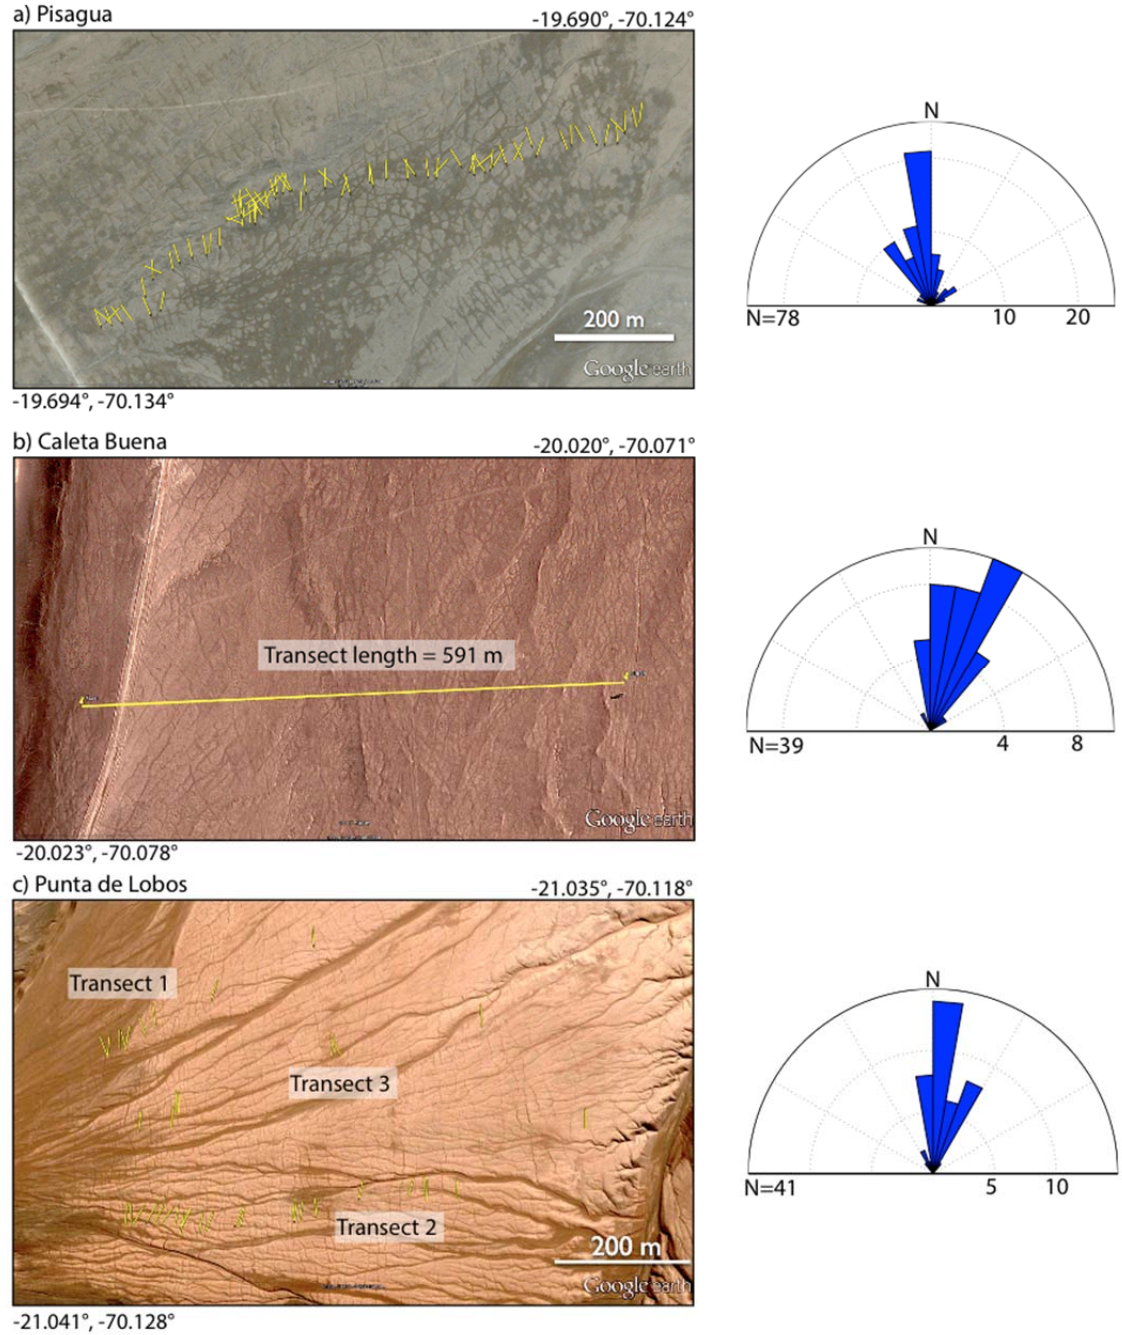 a) Pisagua
-19.690°, -70.124°
200 m
Google earth
-19.694°, -70.134°
N
N=78
10
20
b) Caleta Buena
-20.020°, -70.071°
Transect length = 591 m
Google earth
-20.023°, -70.078°
N
N=39
4
8
c) Punta de Lobos
-21.035°, -70.118°
Transect 1
Transect 3
Transect 2
200 m
Google earth
-21.041°, -70.128°
N
N=41
5
10